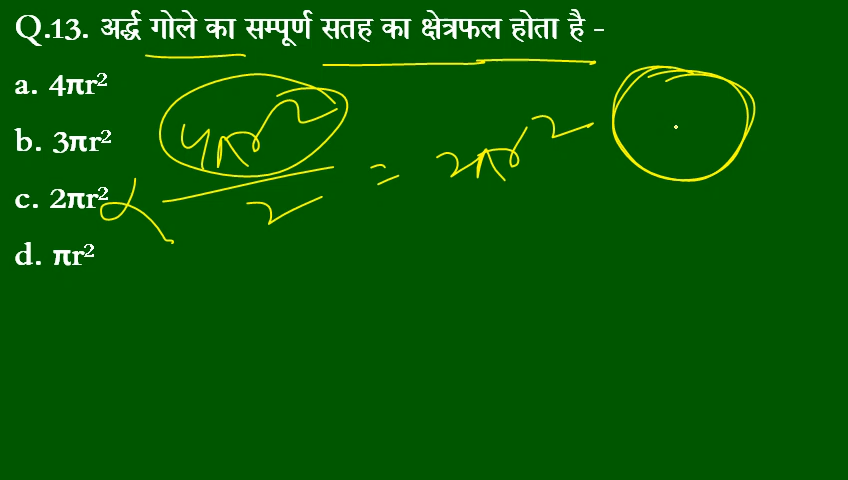 Q.13. अर्द्ध गोले का सम्पूर्ण सतह का क्षेत्रफल होता है -
a. 4πr²
b. 3πr²
4πr²
= 2πr²
c. 2πr²
2
d. πr²